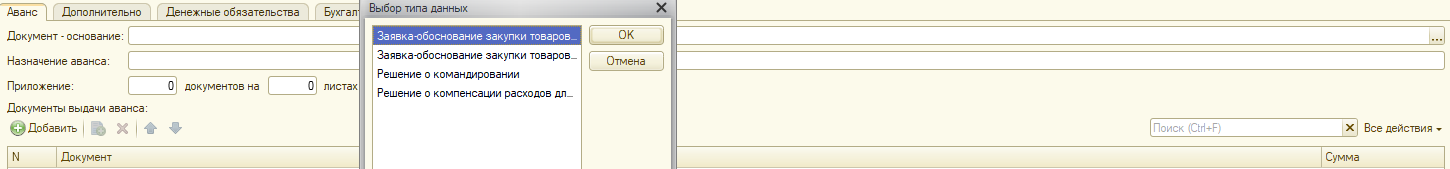 Аванс
Дополнительно
Денежные обязательства
Бухгалт
Выбор типа данных
Документ - основание:
...
Назначение аванса:
Приложение:
0
документов на
0
листах
Документы выдачи аванса:
Заявка-обоснование закупки товаров...
Заявка-обоснование закупки товаров...
Решение о командировании
Решение о компенсации расходов дл...
OK
Отмена
Добавить
Поиск (Ctrl+F)
Все действия
N
Документ
Сумма